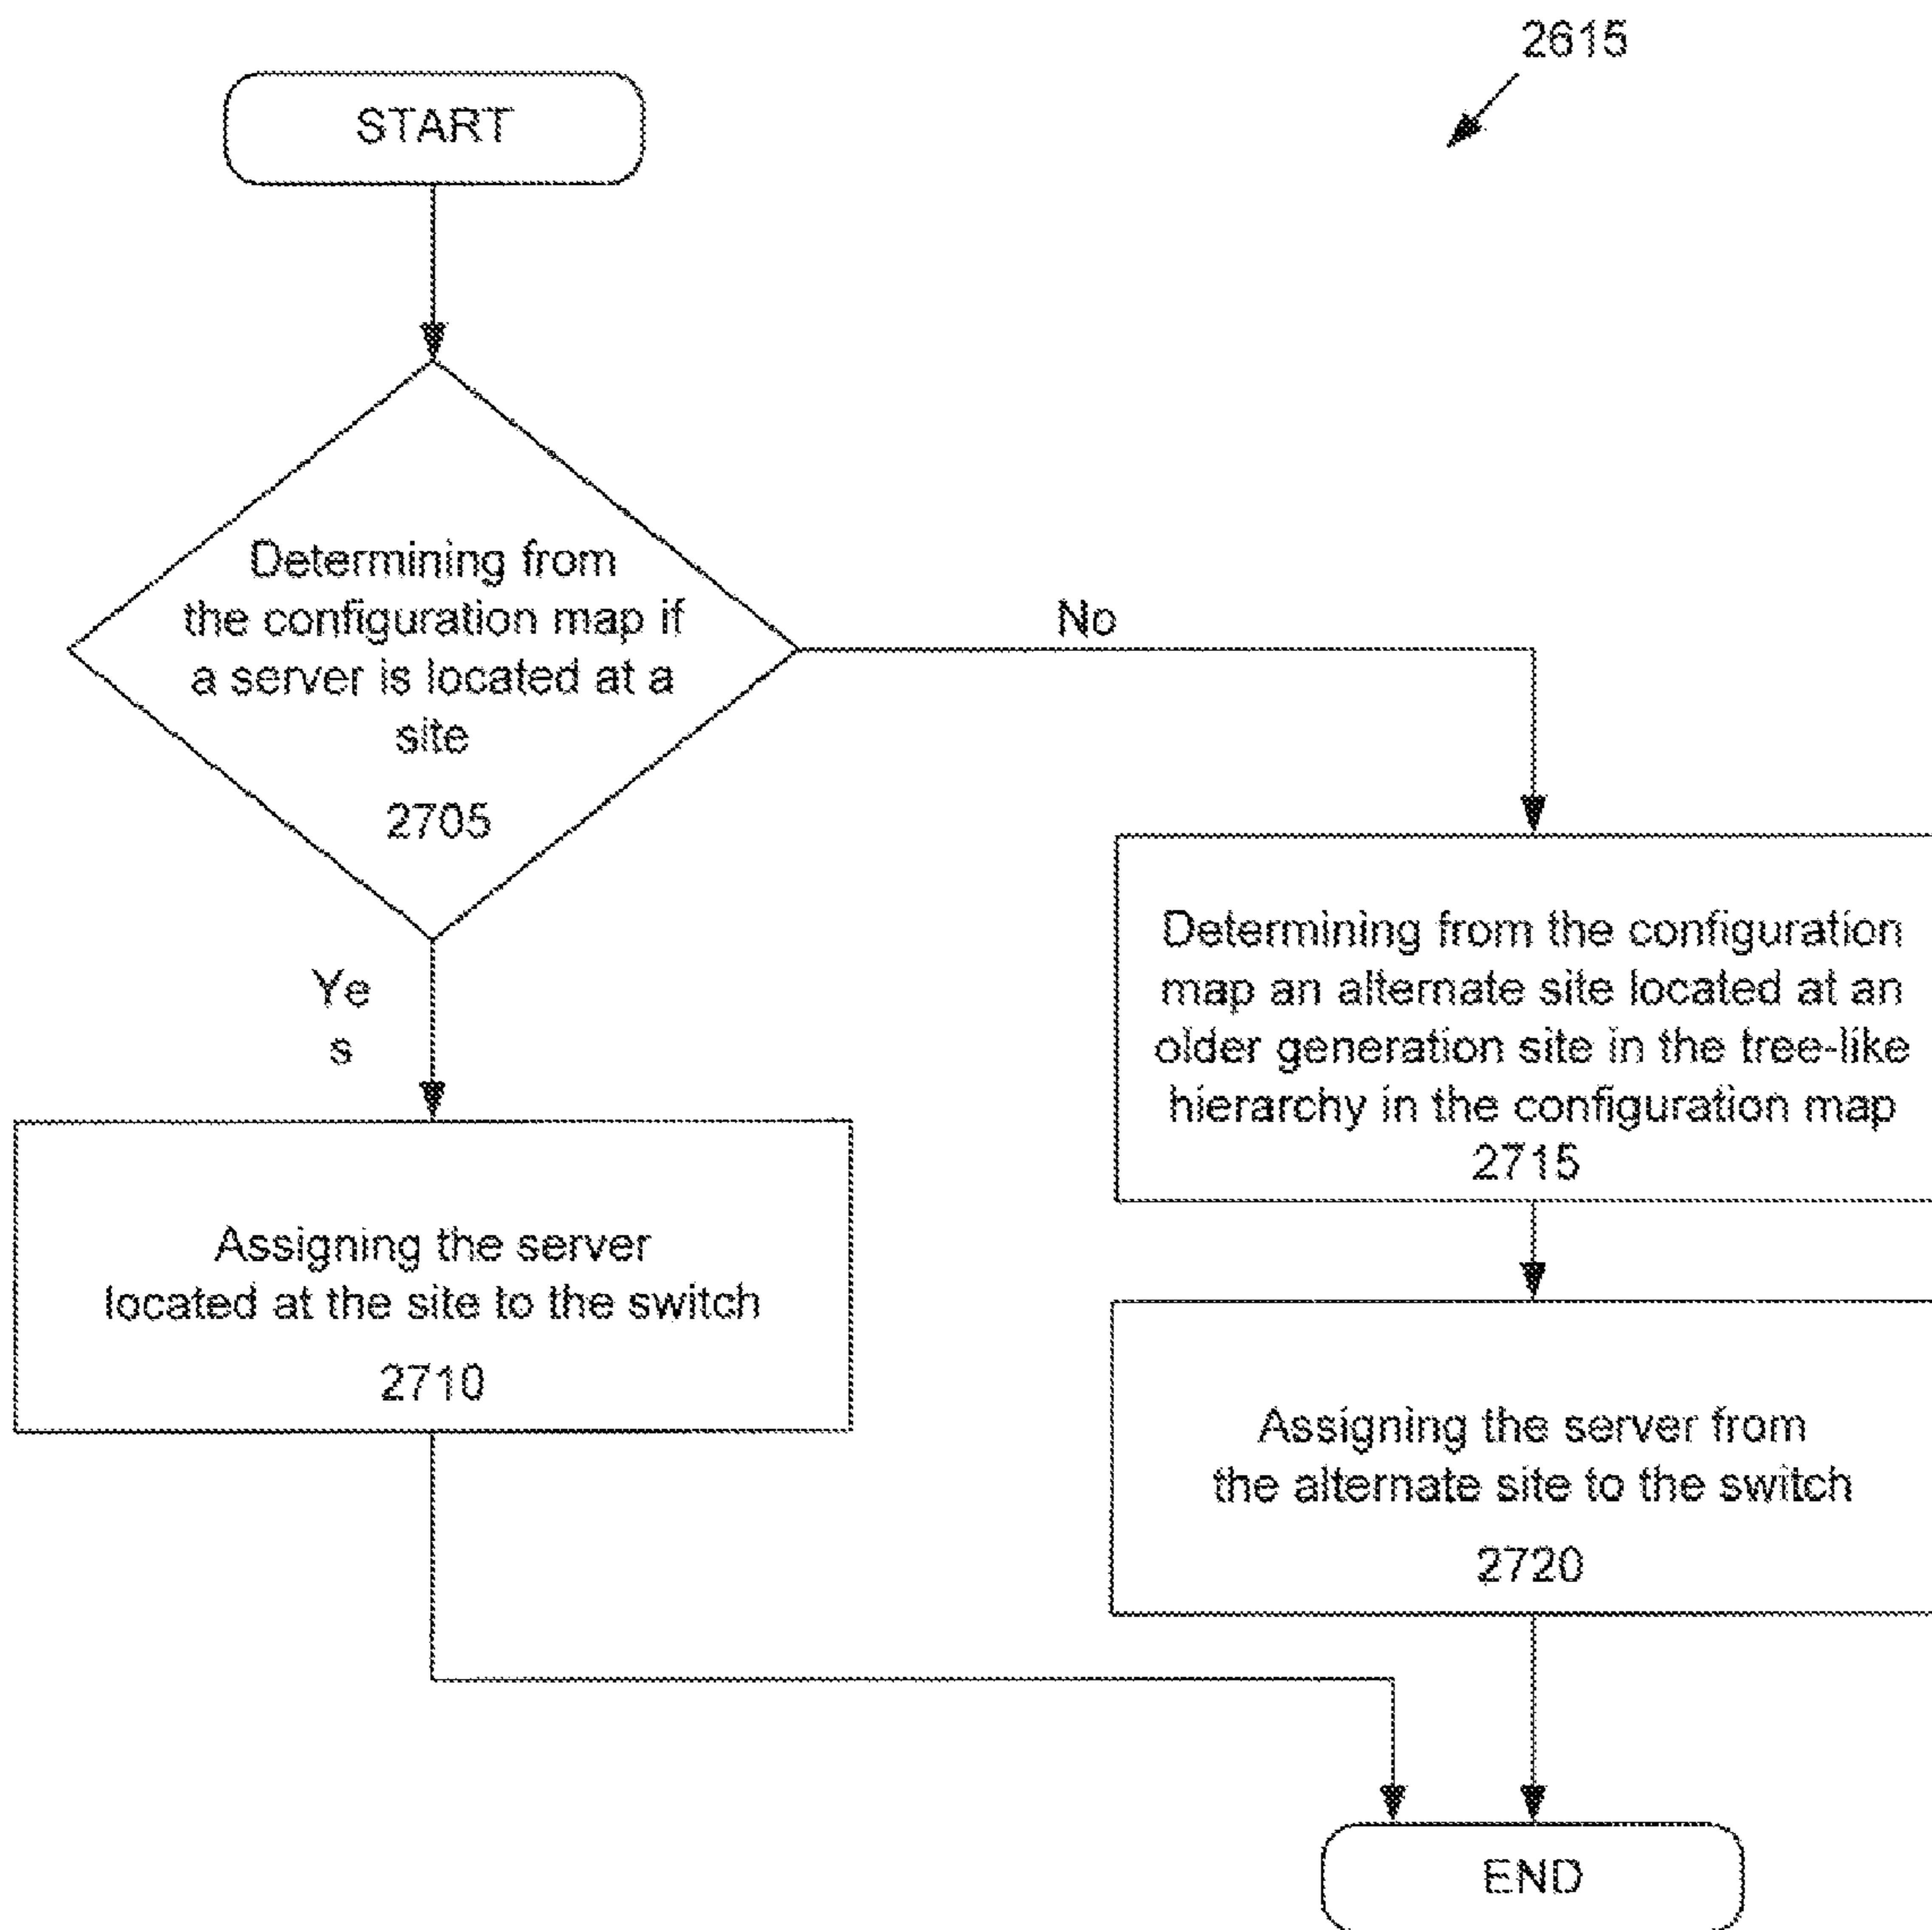 2615
START
Determining from
the configuration map if
a server is located at a
site
2705
No
Ye
s
Determining from the configuration
map an alternate site located at an
older generation site in the tree-like
hierarchy in the configuration map
2715
Assigning the server
located at the site to the switch
2710
Assigning the server from
the alternate site to the switch
2720
END